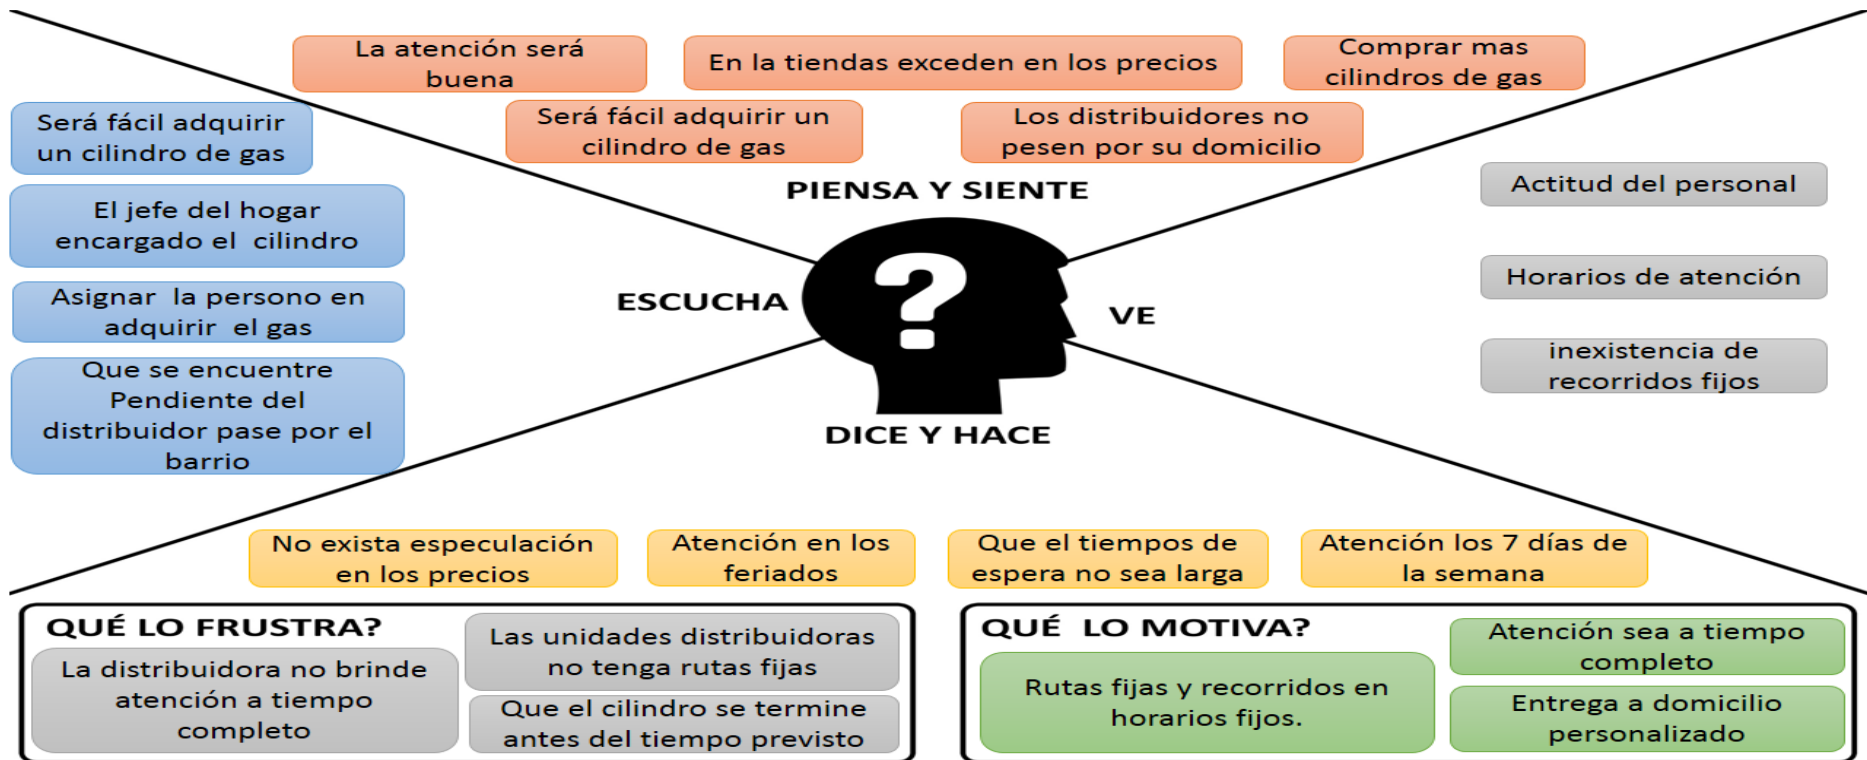 La atención será
buena
En la tiendas exceden en los precios
Comprar mas
cilindros de gas
Será fácil adquirir un
cilindro de gas
Los distribuidores no
pesen por su domicilio
PIENSA Y SIENTE
Será fácil adquirir
un cilindro de gas
El jefe del hogar
encargado el cilindro
Asignar la persono en
adquirir el gas
Que se encuentre
Pendiente del
distribuidor pase por el
barrio
ESCUCHA
?
VE
Actitud del personal
Horarios de atención
inexistencia de
recorridos fijos
DICE Y HACE
No exista especulación
en los precios
Atención en los
feriados
Que el tiempos de
espera no sea larga
Atención los 7 días de
la semana
QUÉ LO FRUSTRA?
La distribuidora no brinde
atención a tiempo
completo
Las unidades distribuidoras
no tenga rutas fijas
Que el cilindro se termine
antes del tiempo previsto
QUÉ LO MOTIVA?
Rutas fijas y recorridos en
horarios fijos.
Atención sea a tiempo
completo
Entrega a domicilio
personalizado